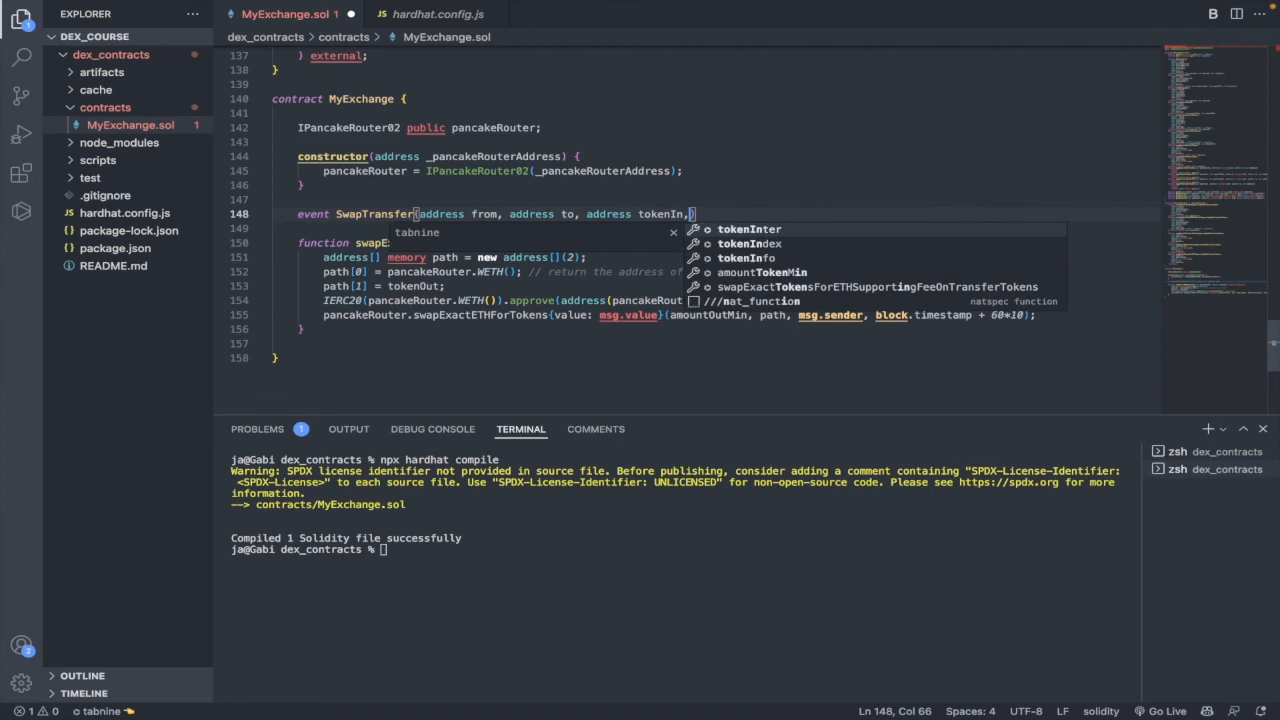 EXPLORER ···
MyExchange.sol 1
hardhat.config.js
B ···
DEX_COURSE
dex_contracts > contracts > MyExchange.sol
dex_contracts
artifacts
cache
contracts
MyExchange.sol 1
node_modules
scripts
test
.gitignore
hardhat.config.js
package-lock.json
package.json
README.md
137 ) external;
138 }
139
140 contract MyExchange {
141
142 IPancakeRouter02 public pancakeRouter;
143
144 constructor(address _pancakeRouterAddress) {
145 pancakeRouter = IPancakeRouter02(_pancakeRouterAddress);
146 }
147
148 event SwapTransfer(address from, address to, address tokenIn,)
149 tabnine ×
tokenInter
tokenIndex
tokenInfo
amountTokenMin
swapExactTokensForETHSupportingFeeOnTransferTokens
///nat_function natspec function
150 function swapE
151 address[] memory path = new address[](2);
152 path[0] = pancakeRouter.WETH(); // return the address of
153 path[1] = tokenOut;
154 IERC20(pancakeRouter.WETH()).approve(address(pancakeRout
155 pancakeRouter.swapExactETHForTokens{value: msg.value}(amountOutMin, path, msg.sender, block.timestamp + 60*10);
156 }
157
158 }
PROBLEMS 1 OUTPUT DEBUG CONSOLE TERMINAL COMMENTS
zsh dex_contracts
zsh dex_contracts
ja@Gabi dex_contracts % npx hardhat compile
Warning: SPDX license identifier not provided in source file. Before publishing, consider adding a comment containing "SPDX-License-Identifier:
<SPDX-License>" to each source file. Use "SPDX-License-Identifier: UNLICENSED" for non-open-source code. Please see https://spdx.org for more
information.
--> contracts/MyExchange.sol
Compiled 1 Solidity file successfully
ja@Gabi dex_contracts %
1
2
OUTLINE
TIMELINE
1 0 tabnine Ln 148, Col 66 Spaces: 4 UTF-8 LF solidity Go Live